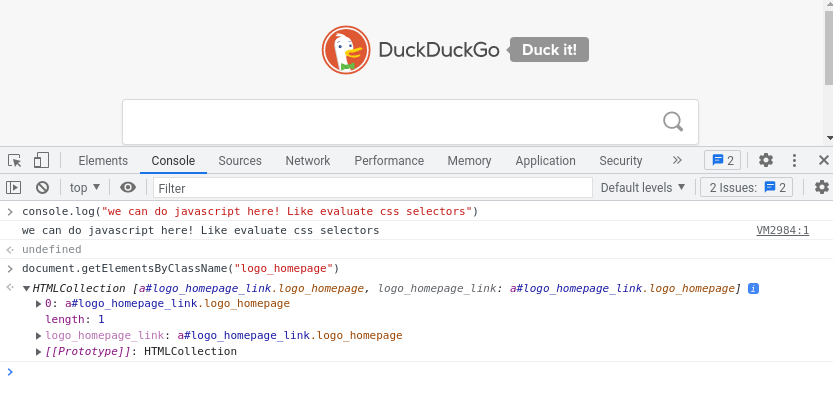 DuckDuckGo Duck it!
Elements Console Sources Network Performance Memory Application Security » 2
top Filter Default levels 2 Issues: 2
console.log("we can do javascript here! Like evaluate css selectors")
we can do javascript here! Like evaluate css selectors VM2984:1
undefined
document.getElementsByClassName("logo_homepage")
HTMLCollection [a#logo_homepage_link.logo_homepage, logo_homepage_link: a#logo_homepage_link.logo_homepage] i
0: a#logo_homepage_link.logo_homepage
length: 1
logo_homepage_link: a#logo_homepage_link.logo_homepage
[[Prototype]]: HTMLCollection